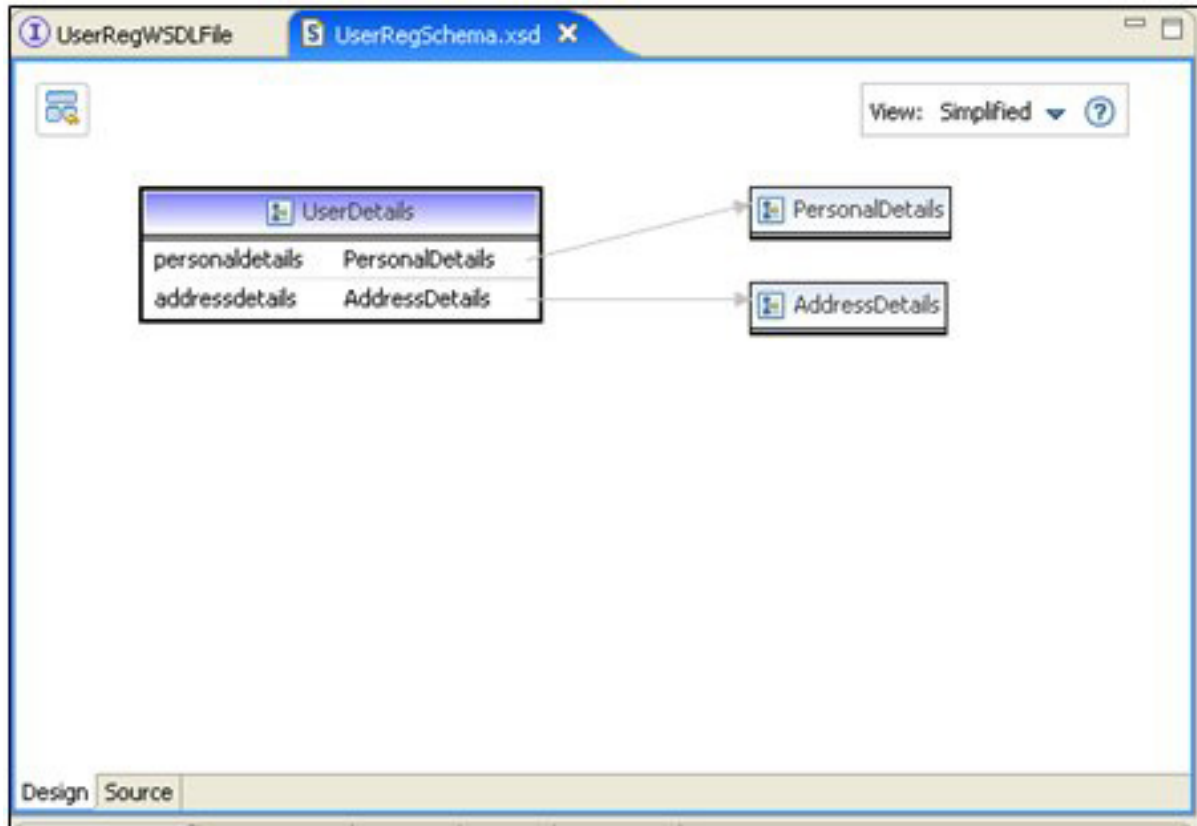 UserRegWSDLFile UserRegSchema.xsd
View: Simplified
UserDetails
personaldetails PersonalDetails
addressdetails AddressDetails
PersonalDetails
AddressDetails
Design Source